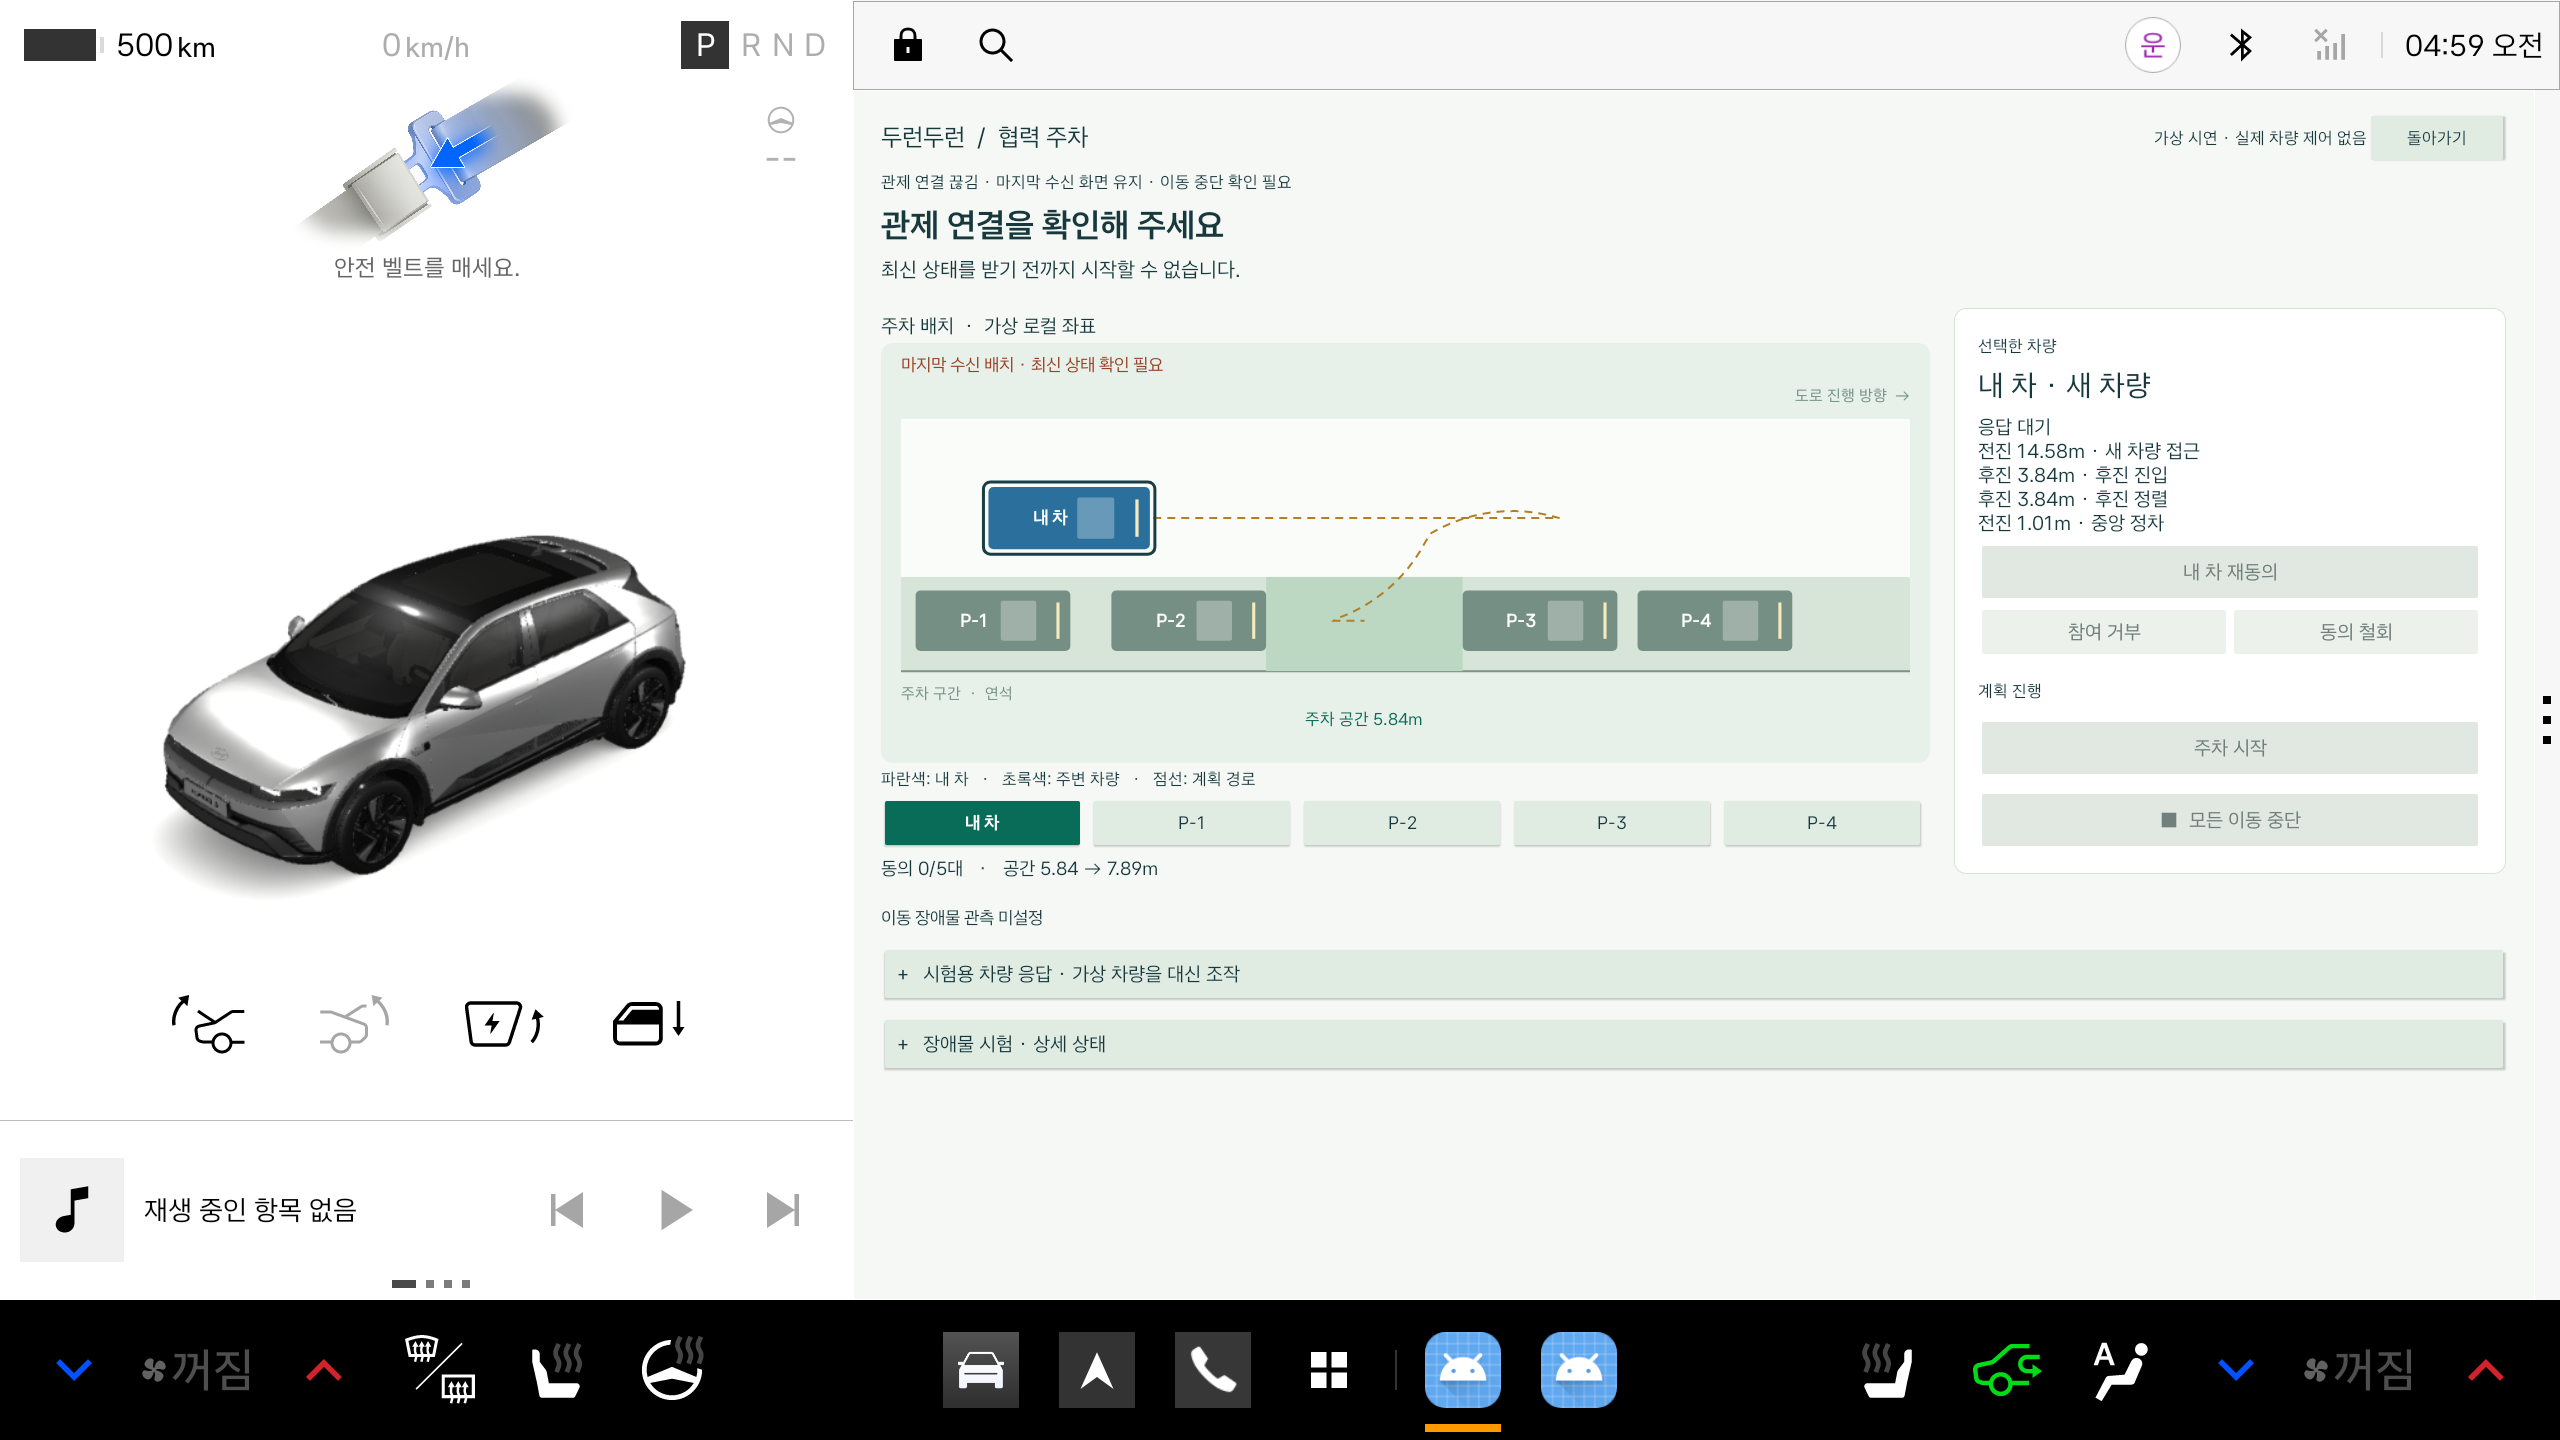 500 km
0 km/h
P R N D
운
04:59 오전
안전 벨트를 매세요.
두런두런 / 협력 주차
가상 시연 · 실제 차량 제어 없음
돌아가기
관제 연결 끊김 · 마지막 수신 화면 유지 · 이동 중단 확인 필요
관제 연결을 확인해 주세요
최신 상태를 받기 전까지 시작할 수 없습니다.
주차 배치 · 가상 로컬 좌표
마지막 수신 배치 · 최신 상태 확인 필요
도로 진행 방향 →
내 차
P-1
P-2
P-3
P-4
주차 구간 · 연석
주차 공간 5.84m
파란색: 내 차 · 초록색: 주변 차량 · 점선: 계획 경로
내 차
P-1
P-2
P-3
P-4
동의 0/5대 · 공간 5.84 → 7.89m
선택한 차량
내 차 · 새 차량
응답 대기
전진 14.58m · 새 차량 접근
후진 3.84m · 후진 진입
후진 3.84m · 후진 정렬
전진 1.01m · 중앙 정차
내 차 재동의
참여 거부
동의 철회
계획 진행
주차 시작
■ 모든 이동 중단
이동 장애물 관측 미설정
+ 시험용 차량 응답 · 가상 차량을 대신 조작
+ 장애물 시험 · 상세 상태
재생 중인 항목 없음
꺼짐
A
꺼짐